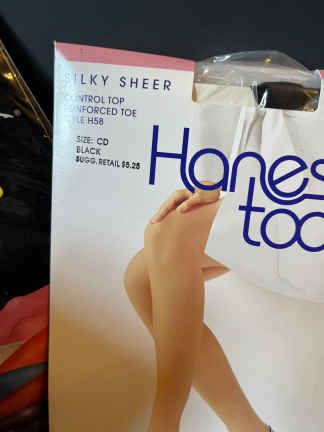 SILKY SHEER
CONTROL TOP
REINFORCED TOE
STYLE H58
SIZE: CD
BLACK
SUGG. RETAIL $5.25
Hanes
too